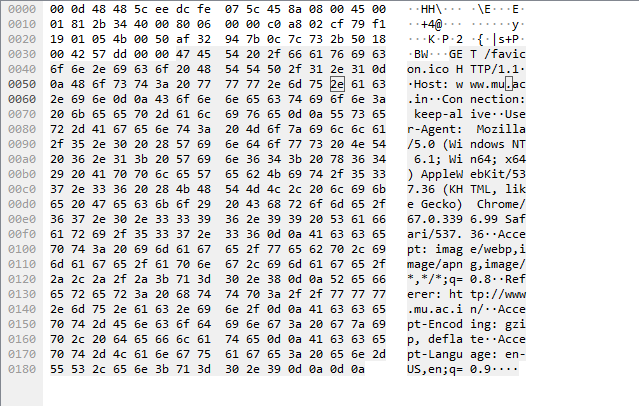 0000 00 0d 48 48 5c ee dc fe 07 5c 45 8a 08 00 45 00 ··HH\··· ·\E···E·
0010 01 81 2b 34 40 00 80 06 00 00 c0 a8 02 cf 79 f1 ··+4@··· ······y·
0020 19 01 05 4b 00 50 af 32 94 7b 0c 7c 73 2b 50 18 ···K·P·2 ·{·|s+P·
0030 00 42 57 dd 00 00 47 45 54 20 2f 66 61 76 69 63 ·BW···GE T /favic
0040 6f 6e 2e 69 63 6f 20 48 54 54 50 2f 31 2e 31 0d on.ico H TTP/1.1·
0050 0a 48 6f 73 74 3a 20 77 77 77 2e 6d 75 2e 61 63 ·Host: w ww.mu.ac
0060 2e 69 6e 0d 0a 43 6f 6e 6e 65 63 74 69 6f 6e 3a .in··Con nection:
0070 20 6b 65 65 70 2d 61 6c 69 76 65 0d 0a 55 73 65 keep-al ive··Use
0080 72 2d 41 67 65 6e 74 3a 20 4d 6f 7a 69 6c 6c 61 r-Agent: Mozilla
0090 2f 35 2e 30 20 28 57 69 6e 64 6f 77 73 20 4e 54 /5.0 (Wi ndows NT
00a0 20 36 2e 31 3b 20 57 69 6e 36 34 3b 20 78 36 34 6.1; Wi n64; x64
00b0 29 20 41 70 70 6c 65 57 65 62 4b 69 74 2f 35 33 ) AppleW ebKit/53
00c0 37 2e 33 36 20 28 4b 48 54 4d 4c 2c 20 6c 69 6b 7.36 (KH TML, lik
00d0 65 20 47 65 63 6b 6f 29 20 43 68 72 6f 6d 65 2f e Gecko) Chrome/
00e0 36 37 2e 30 2e 33 33 39 36 2e 39 39 20 53 61 66 67.0.339 6.99 Saf
00f0 61 72 69 2f 35 33 37 2e 33 36 0d 0a 41 63 63 65 ari/537. 36··Acce
0100 70 74 3a 20 69 6d 61 67 65 2f 77 65 62 70 2c 69 pt: imag e/webp,i
0110 6d 61 67 65 2f 61 70 6e 67 2c 69 6d 61 67 65 2f mage/apn g,image/
0120 2a 2c 2a 2f 2a 3b 71 3d 30 2e 38 0d 0a 52 65 66 *,*/*;q= 0.8··Ref
0130 65 72 65 72 3a 20 68 74 74 70 3a 2f 2f 77 77 77 erer: ht tp://www
0140 2e 6d 75 2e 61 63 2e 69 6e 2f 0d 0a 41 63 63 65 .mu.ac.i n/··Acce
0150 70 74 2d 45 6e 63 6f 64 69 6e 67 3a 20 67 7a 69 pt-Encod ing: gzi
0160 70 2c 20 64 65 66 6c 61 74 65 0d 0a 41 63 63 65 p, defla te··Acce
0170 70 74 2d 4c 61 6e 67 75 61 67 65 3a 20 65 6e 2d pt-Langu age: en-
0180 55 53 2c 65 6e 3b 71 3d 30 2e 39 0d 0a 0d 0a US,en;q= 0.9····